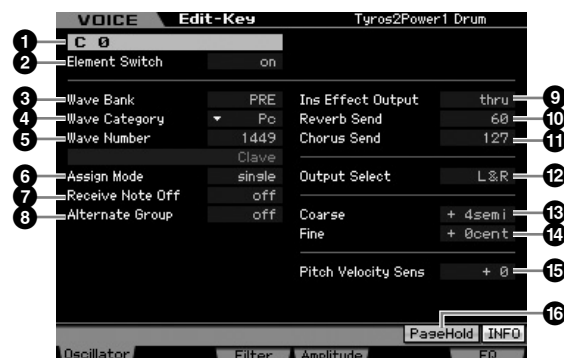 VOICE Edit-Key Tyros2Power1 Drum
1 C 0
2 Element Switch on
3 Wave Bank PRE Ins Effect Output thru 9
4 Wave Category Pc Reverb Send 60 10
5 Wave Number 1449 Chorus Send 127 11
Clave
6 Assign Mode single Output Select L&R 12
7 Receive Note Off off
8 Alternate Group off Coarse + 4semi 13
Fine + 0cent 14
Pitch Velocity Sens + 0 15
16
PageHold INFO
Oscillator Filter Amplitude EQ